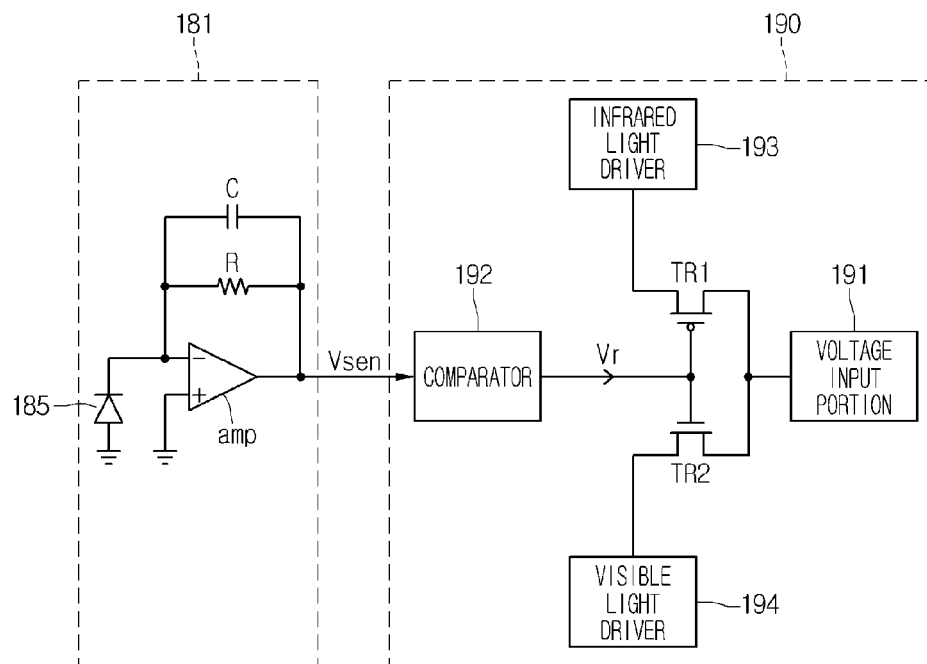 181
190
INFRARED
LIGHT
DRIVER
193
C
R
TR1
192
191
Vsen
COMPARATOR
Vr
VOLTAGE
INPUT
PORTION
185
−
+
amp
TR2
VISIBLE
LIGHT
DRIVER
194